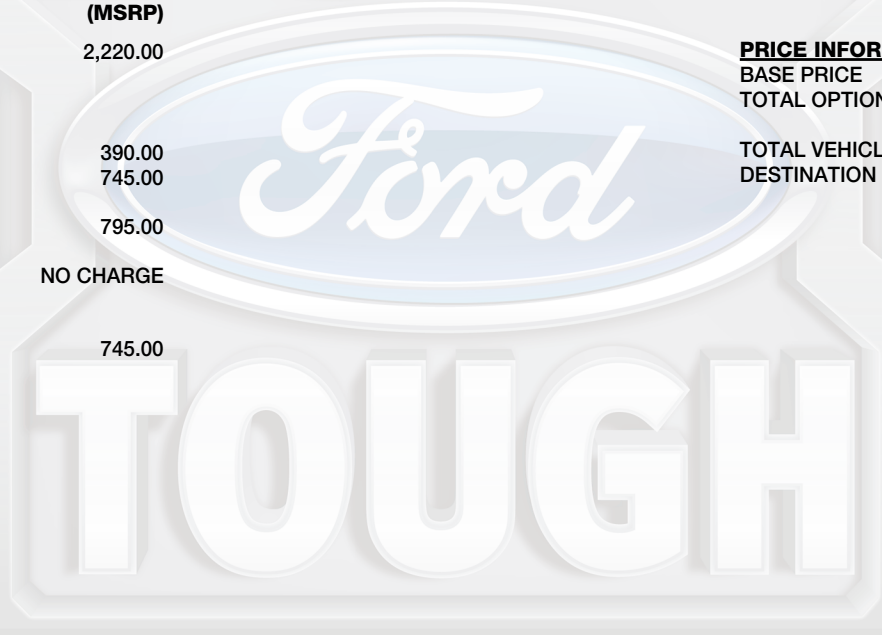 (MSRP)
2,220.00
390.00
745.00
795.00
NO CHARGE
745.00
PRICE INFOR
BASE PRICE
TOTAL OPTION
TOTAL VEHICL
DESTINATION
Ford
TOUGH